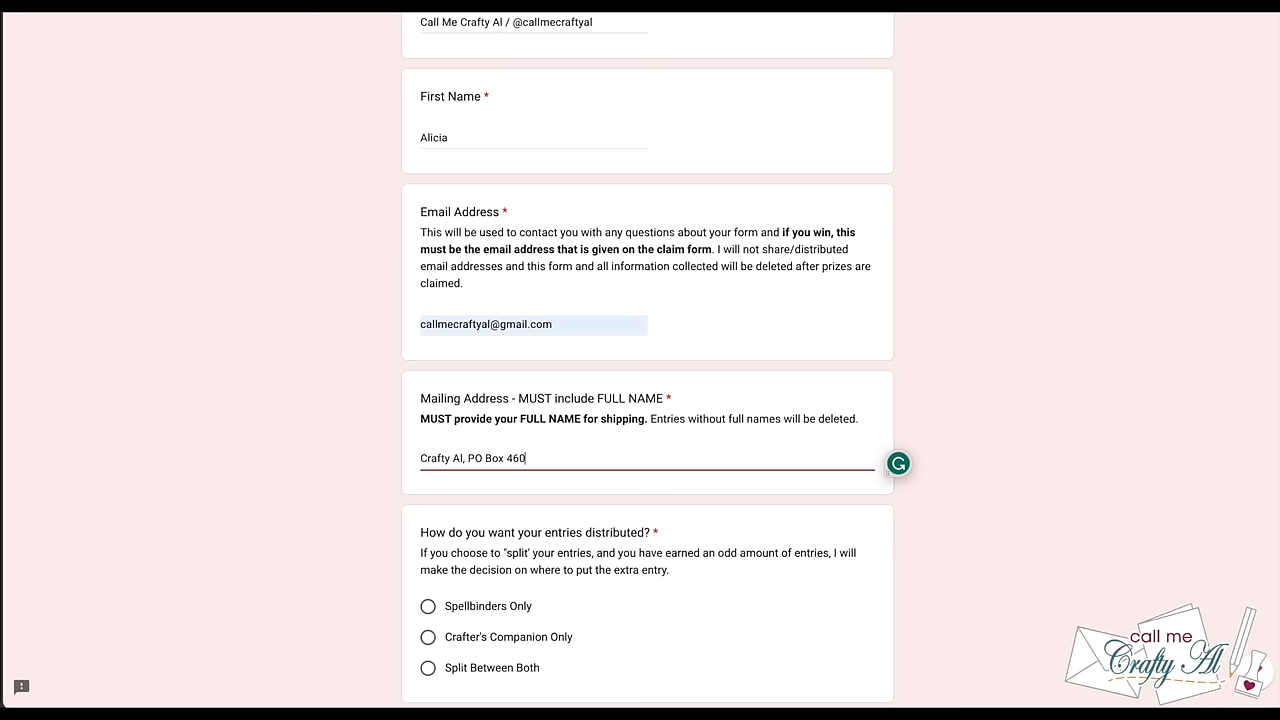 Call Me Crafty Al / @callmecraftyal
First Name *
Alicia
Email Address *
This will be used to contact you with any questions about your form and if you win, this
must be the email address that is given on the claim form. I will not share/distributed
email addresses and this form and all information collected will be deleted after prizes are
claimed.
callmecraftyal@gmail.com
Mailing Address - MUST include FULL NAME *
MUST provide your FULL NAME for shipping. Entries without full names will be deleted.
Crafty Al, PO Box 460
How do you want your entries distributed? *
If you choose to "split' your entries, and you have earned an odd amount of entries, I will
make the decision on where to put the extra entry.
Spellbinders Only
Crafter's Companion Only
Split Between Both
call me
Crafty Al